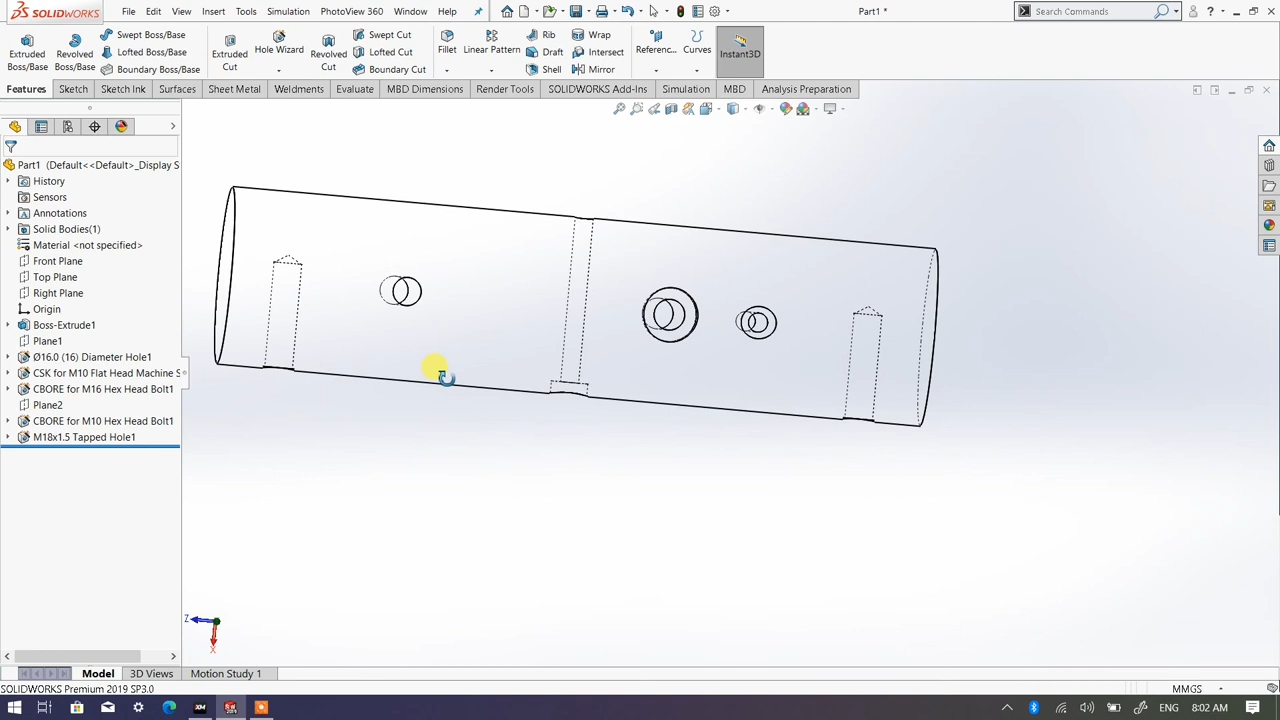 SOLIDWORKS File Edit View Insert Tools Simulation PhotoView 360 Window Help Part1 * Search Commands
Extruded Boss/Base
Revolved Boss/Base
Swept Boss/Base
Lofted Boss/Base
Boundary Boss/Base
Extruded Cut
Hole Wizard
Revolved Cut
Swept Cut
Lofted Cut
Boundary Cut
Fillet
Linear Pattern
Rib
Draft
Shell
Wrap
Intersect
Mirror
Referenc...
Curves
Instant3D
Features Sketch Sketch Ink Surfaces Sheet Metal Weldments Evaluate MBD Dimensions Render Tools SOLIDWORKS Add-Ins Simulation MBD Analysis Preparation
Part1 (Default<<Default>_Display S
History
Sensors
Annotations
Solid Bodies(1)
Material <not specified>
Front Plane
Top Plane
Right Plane
Origin
Boss-Extrude1
Plane1
Ø16.0 (16) Diameter Hole1
CSK for M10 Flat Head Machine S
CBORE for M16 Hex Head Bolt1
Plane2
CBORE for M10 Hex Head Bolt1
M18x1.5 Tapped Hole1
Z
X
Model 3D Views Motion Study 1
SOLIDWORKS Premium 2019 SP3.0 MMGS
XM ENG 8:02 AM